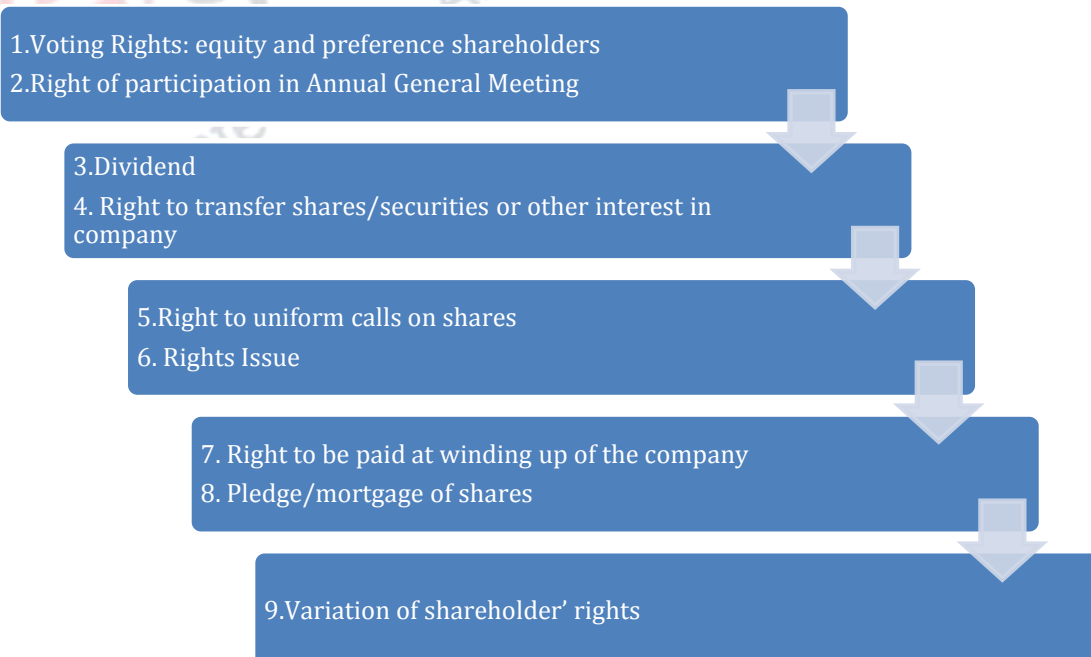 1.Voting Rights: equity and preference shareholders
2.Right of participation in Annual General Meeting
3.Dividend
4. Right to transfer shares/securities or other interest in
company
5.Right to uniform calls on shares
6. Rights Issue
7. Right to be paid at winding up of the company
8. Pledge/mortgage of shares
9.Variation of shareholder’ rights